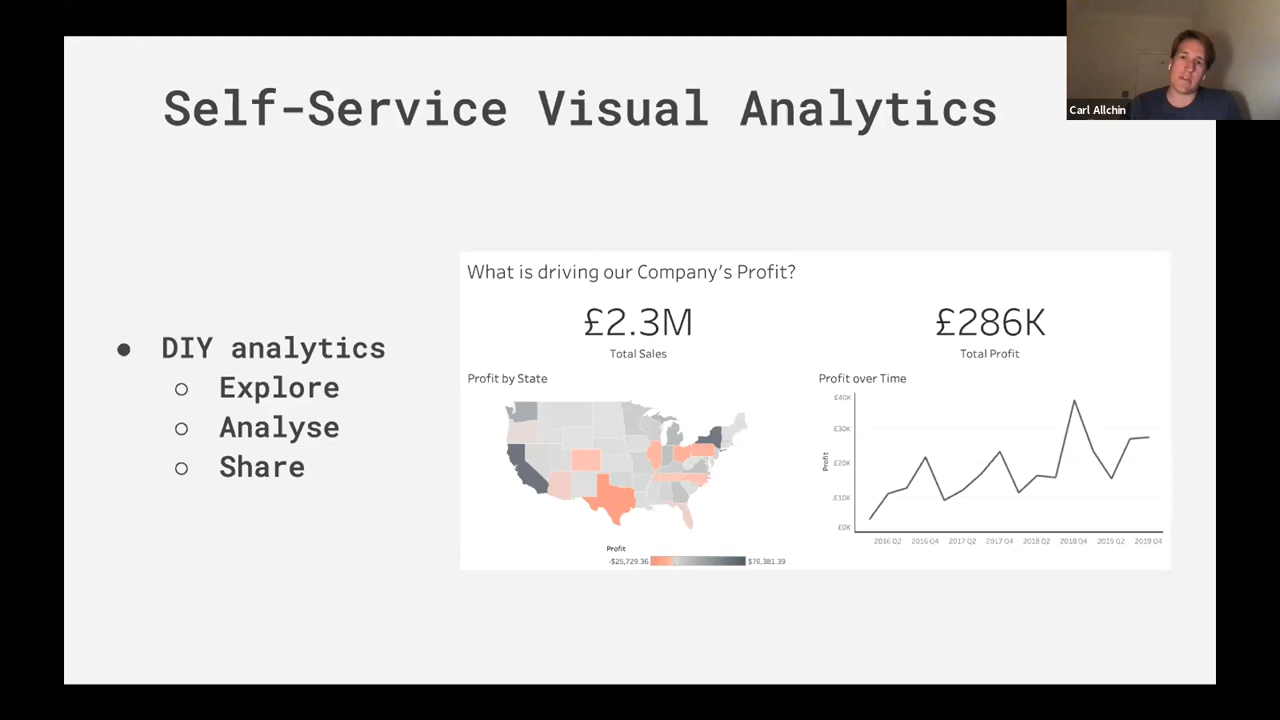 Self-Service Visual Analytics
Carl Allchin
● DIY analytics
○ Explore
○ Analyse
○ Share
What is driving our Company's Profit?
£2.3M
Total Sales
£286K
Total Profit
Profit by State
Profit
-$25,729.36 $76,381.39
Profit over Time
Profit
£40K
£30K
£20K
£10K
£0K
2016 Q2 2016 Q4 2017 Q2 2017 Q4 2018 Q2 2018 Q4 2019 Q2 2019 Q4